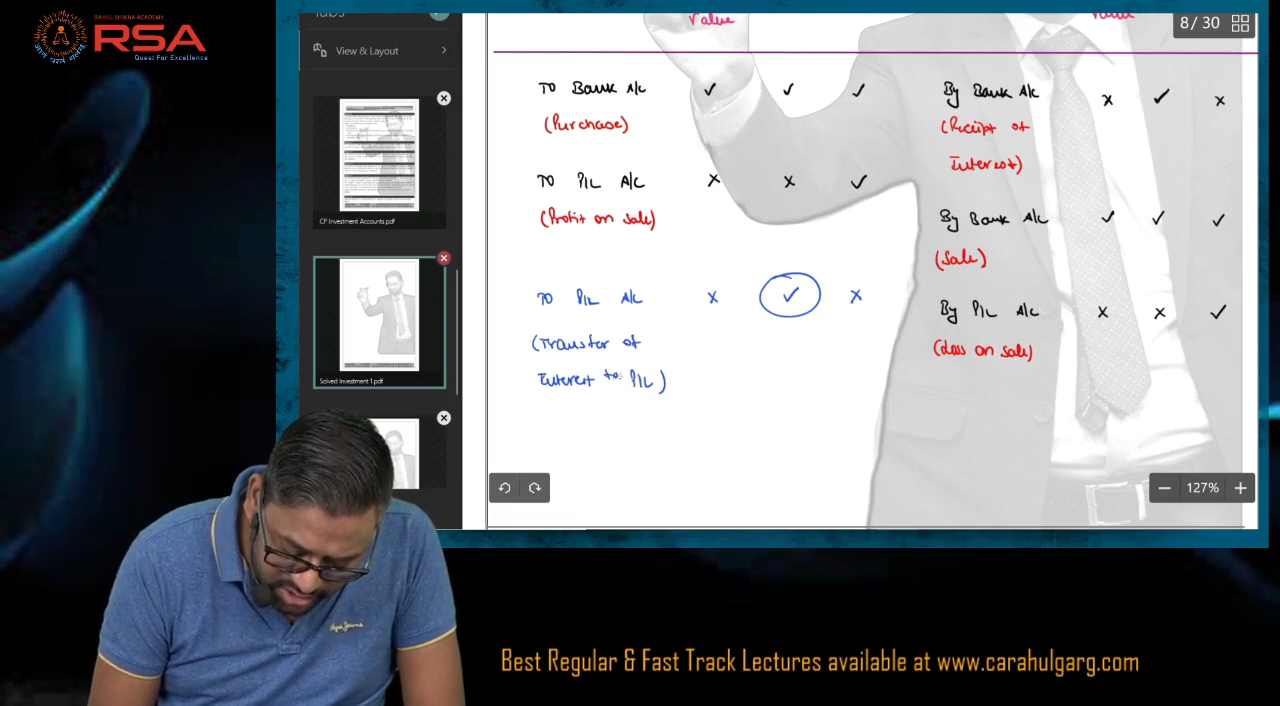 RAHUL SHIKHA ACADEMY
RSA
Quest For Excellence
View & Layout
CP Investment Accounts.pdf
Solved Investment 1.pdf
8 / 30
Value
Value
To Bank A/c ✓ ✓ ✓
(Purchase)
To P/L A/c x x ✓
(Profit on sale)
To P/L A/c x ✓ x
(Transfer of
Interest to P/L)
By Bank A/c x ✓ x
(Receipt of
Interest)
By Bank A/c ✓ ✓ ✓
(Sale)
By P/L A/c x x ✓
(Loss on sale)
127%
Pepe Jeans
Best Regular & Fast Track Lectures available at www.carahulgarg.com